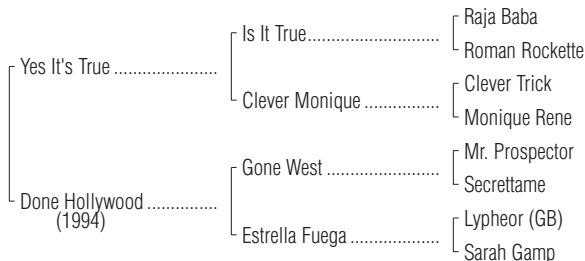 Raja Baba
Is It True..............................
Roman Rockette
Yes It's True .......................
Clever Trick
Clever Monique .................
Monique Rene
Mr. Prospector
Gone West .........................
Secrettame
Done Hollywood ...............
(1994)
Lypheor (GB)
Estrella Fuega ....................
Sarah Gamp